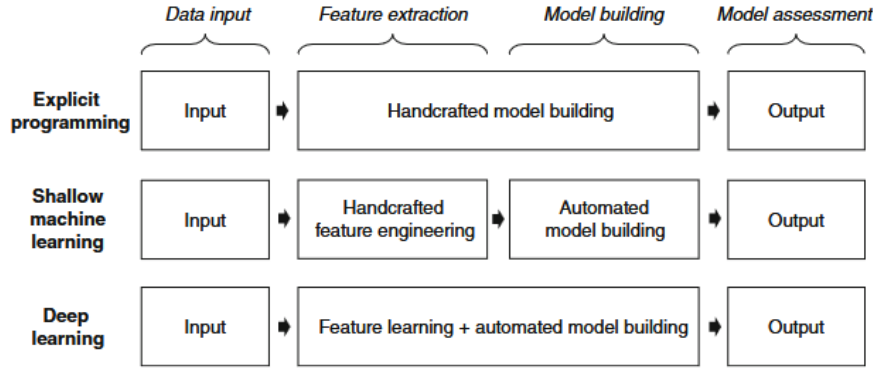 Data input Feature extraction Model building Model assessment
Explicit
programming
Input Handcrafted model building Output
Shallow
machine
learning
Input Handcrafted
feature engineering Automated
model building Output
Deep
learning
Input Feature learning + automated model building Output